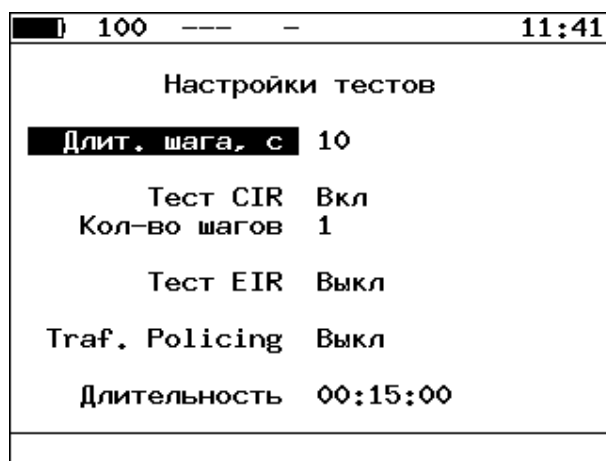 100 --- - 11:41
Настройки тестов
Длит. шага, с 10
Тест CIR Вкл
Кол-во шагов 1
Тест EIR Выкл
Traf. Policing Выкл
Длительность 00:15:00